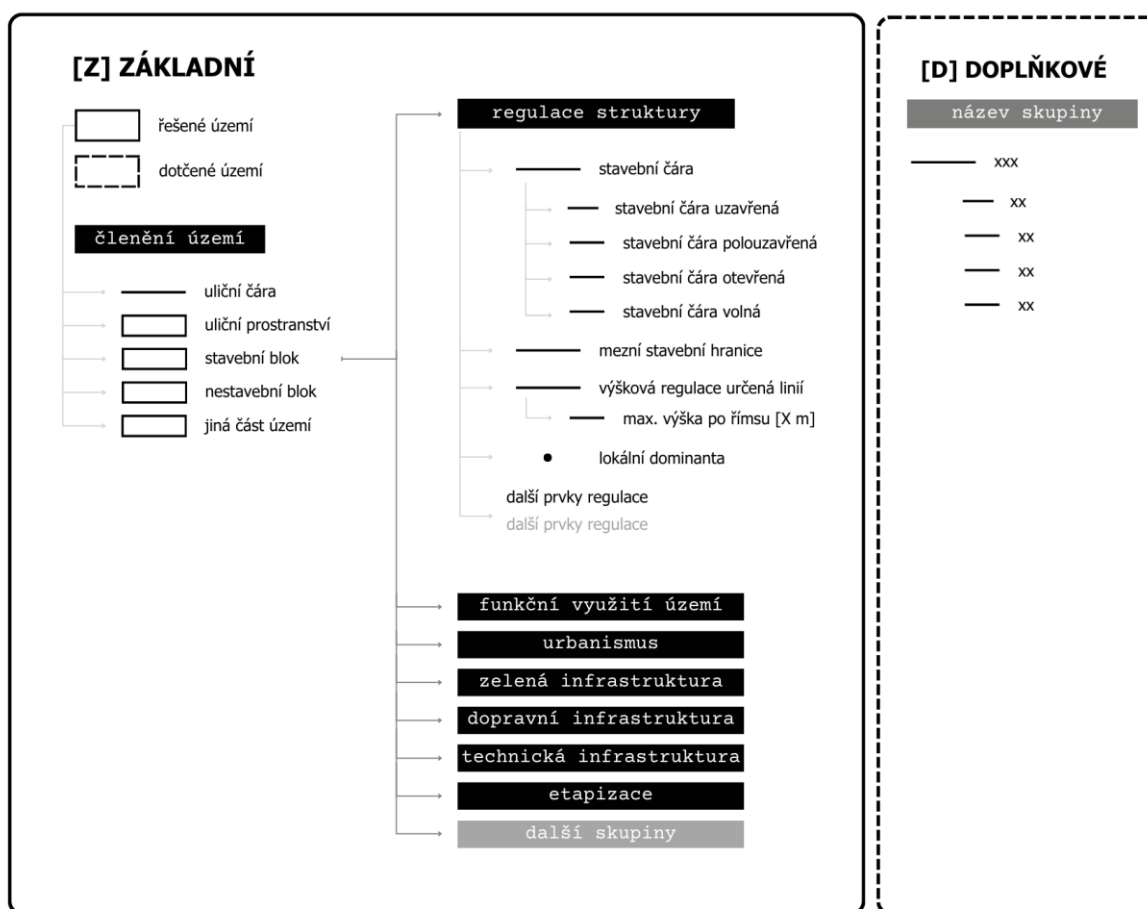 [Z] ZÁKLADNÍ
řešené území
dotčené území
členění území
uliční čára
uliční prostranství
stavební blok
nestavební blok
jiná část území
regulace struktury
stavební čára
stavební čára uzavřená
stavební čára polouzavřená
stavební čára otevřená
stavební čára volná
mezní stavební hranice
výšková regulace určená linií
max. výška po římsu [X m]
lokální dominanta
další prvky regulace
další prvky regulace
funkční využití území
urbanismus
zelená infrastruktura
dopravní infrastruktura
technická infrastruktura
etapizace
další skupiny
[D] DOPLŇKOVÉ
název skupiny
xxx
xx
xx
xx
xx